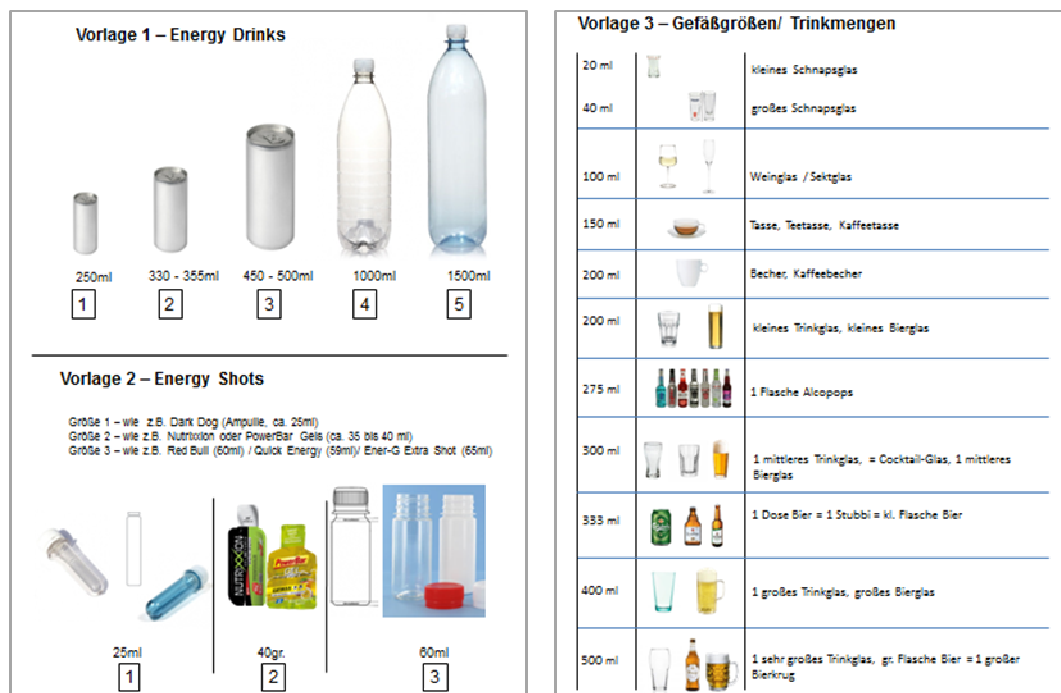 Vorlage 1 – Energy Drinks
250ml
330 - 355ml
450 - 500ml
1000ml
1500ml
1
2
3
4
5
Vorlage 2 – Energy Shots
Größe 1 – wie z.B. Dark Dog (Ampulle, ca. 25ml)
Größe 2 – wie z.B. Nutrixxion oder PowerBar Gels (ca. 35 bis 40 ml)
Größe 3 – wie z.B. Red Bull (60ml) / Quick Energy (59ml)/ Ener-G Extra Shot (65ml)
NUTRIXXION
PowerBar
25ml
40gr.
60ml
1
2
3
Vorlage 3 – Gefäßgrößen/ Trinkmengen
20 ml
kleines Schnapsglas
40 ml
großes Schnapsglas
100 ml
Weinglas / Sektglas
150 ml
Tasse, Teetasse, Kaffeetasse
200 ml
Becher, Kaffeebecher
200 ml
kleines Trinkglas, kleines Bierglas
275 ml
1 Flasche Alcopops
300 ml
1 mittleres Trinkglas, = Cocktail-Glas, 1 mittleres
Bierglas
333 ml
1 Dose Bier = 1 Stubbi = kl. Flasche Bier
400 ml
1 großes Trinkglas, großes Bierglas
500 ml
1 sehr großes Trinkglas, gr. Flasche Bier = 1 großer
Bierkrug